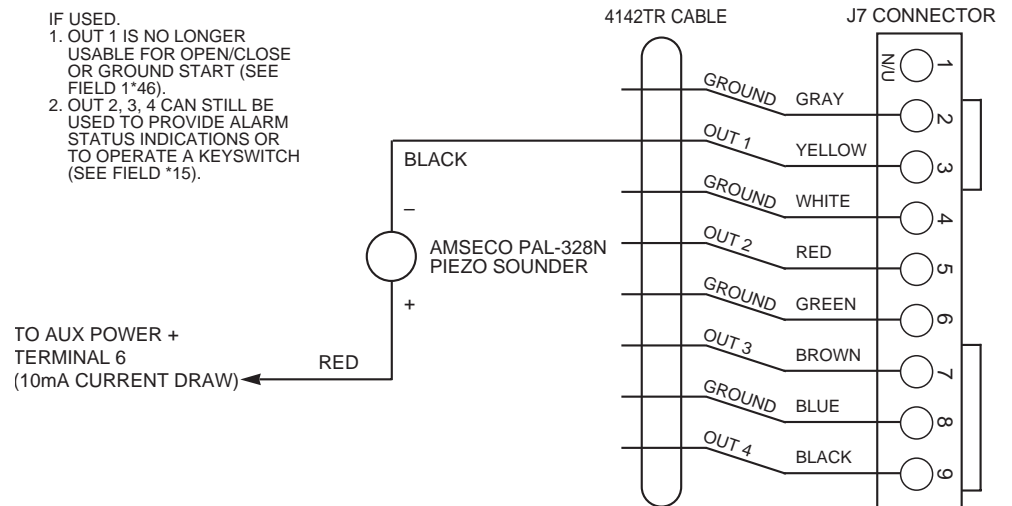 IF USED.
1. OUT 1 IS NO LONGER
USABLE FOR OPEN/CLOSE
OR GROUND START (SEE
FIELD 1*46).
2. OUT 2, 3, 4 CAN STILL BE
USED TO PROVIDE ALARM
STATUS INDICATIONS OR
TO OPERATE A KEYSWITCH
(SEE FIELD *15).
4142TR CABLE
J7 CONNECTOR
N/U
1
GROUND GRAY 2
OUT 1 YELLOW 3
GROUND WHITE 4
OUT 2 RED 5
GROUND GREEN 6
OUT 3 BROWN 7
GROUND BLUE 8
OUT 4 BLACK 9
BLACK
–
AMSECO PAL-328N
PIEZO SOUNDER
+
TO AUX POWER +
TERMINAL 6
(10mA CURRENT DRAW)
RED